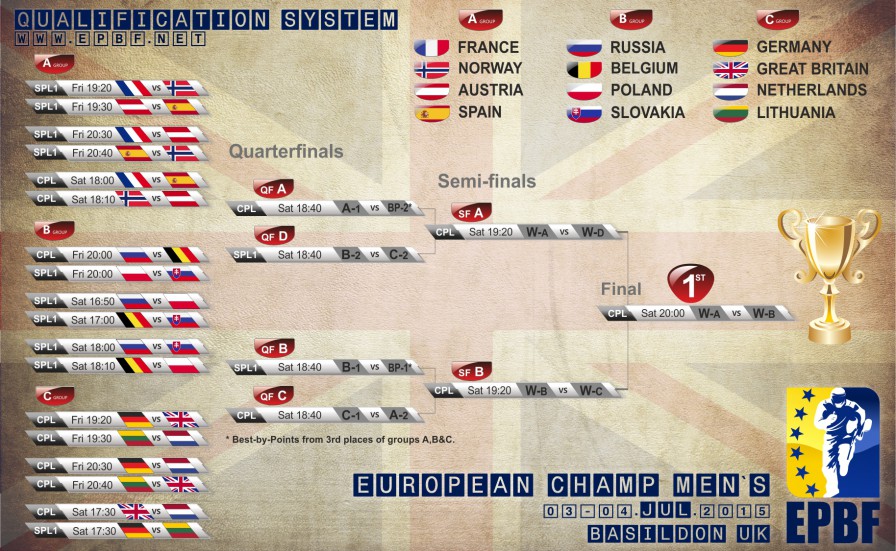 QUALIFICATION SYSTEM
WWW.EPBF.NET
A GROUP
FRANCE
NORWAY
AUSTRIA
SPAIN
B GROUP
RUSSIA
BELGIUM
POLAND
SLOVAKIA
C GROUP
GERMANY
GREAT BRITAIN
NETHERLANDS
LITHUANIA
A GROUP
SPL1 Fri 19:20 VS
SPL1 Fri 19:30 VS
SPL1 Fri 20:30 VS
SPL1 Fri 20:40 VS
CPL Sat 18:00 VS
CPL Sat 18:10 VS
B GROUP
CPL Fri 20:00 VS
SPL1 Fri 20:00 VS
SPL1 Sat 16:50 VS
SPL1 Sat 17:00 VS
SPL1 Sat 18:00 VS
SPL1 Sat 18:10 VS
C GROUP
CPL Fri 19:20 VS
CPL Fri 19:30 VS
CPL Fri 20:30 VS
CPL Fri 20:40 VS
CPL Sat 17:30 VS
SPL1 Sat 17:30 VS
Quarterfinals
QF A
CPL Sat 18:40 A-1 VS BP-2*
QF D
SPL1 Sat 18:40 B-2 VS C-2
QF B
SPL1 Sat 18:40 B-1 VS BP-1*
QF C
CPL Sat 18:40 C-1 VS A-2
* Best-by-Points from 3rd places of groups A,B&C.
Semi-finals
SF A
CPL Sat 19:20 W-A VS W-D
SF B
CPL Sat 19:20 W-B VS W-C
Final
1ST
CPL Sat 20:00 W-A VS W-B
EUROPEAN CHAMP MEN`S
03-04.JUL.2015
BASILDON UK
EPBF